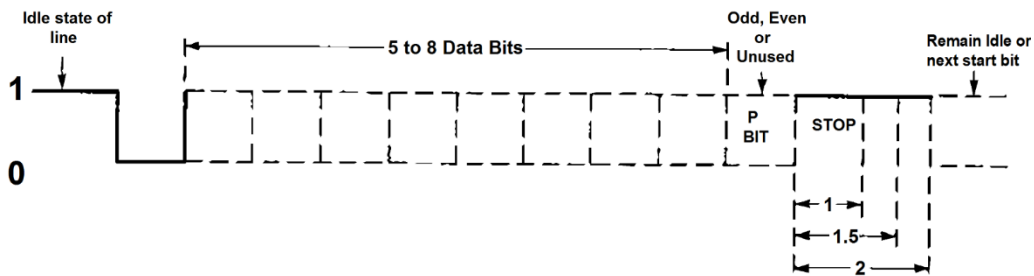 Idle state of
line
5 to 8 Data Bits
Odd, Even
or
Unused
Remain Idle or
next start bit
1
0
P
BIT
STOP
1
1.5
2